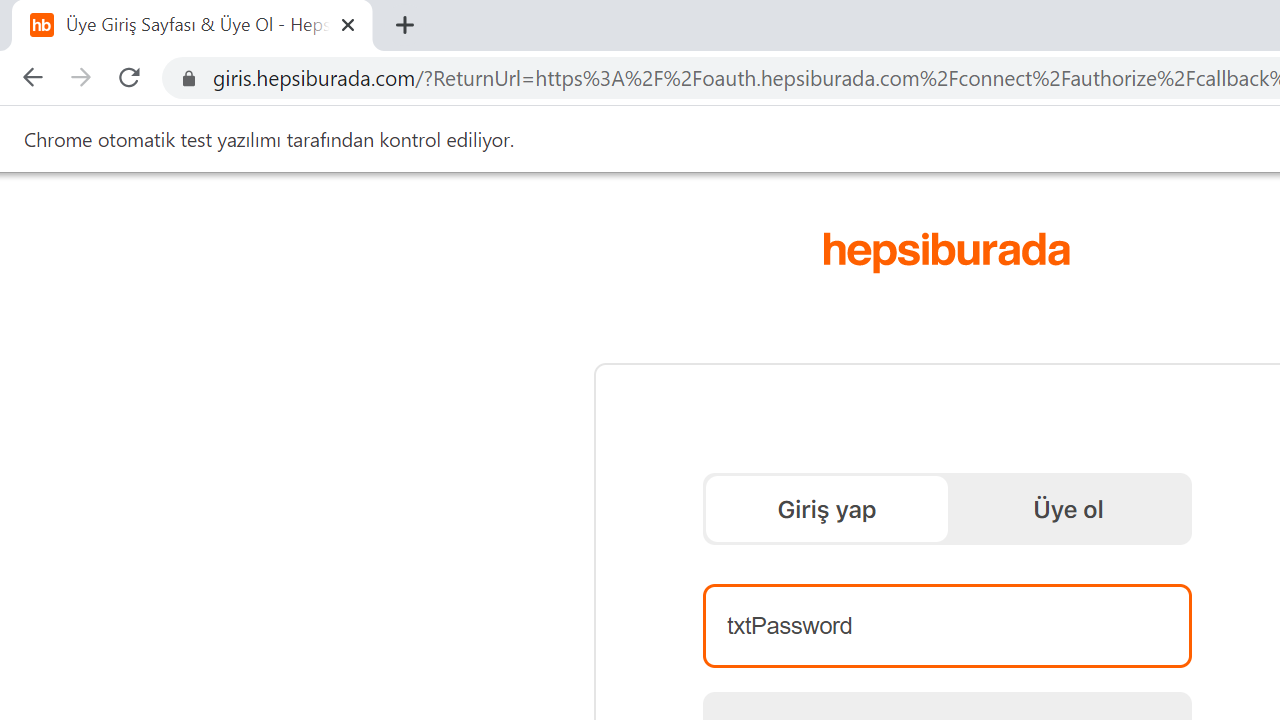 hb Üye Giriş Sayfası & Üye Ol - Heps
giris.hepsiburada.com/?ReturnUrl=https%3A%2F%2Foauth.hepsiburada.com%2Fconnect%2Fauthorize%2Fcallback%
Chrome otomatik test yazılımı tarafından kontrol ediliyor.
hepsiburada
Giriş yap Üye ol
txtPassword